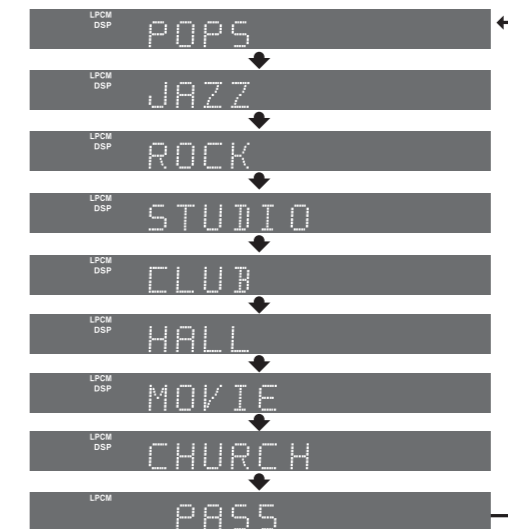 LPCM
DSP
POPS
LPCM
DSP
JAZZ
LPCM
DSP
ROCK
LPCM
DSP
STUDIO
LPCM
DSP
CLUB
LPCM
DSP
HALL
LPCM
DSP
MOVIE
LPCM
DSP
CHURCH
LPCM
PASS